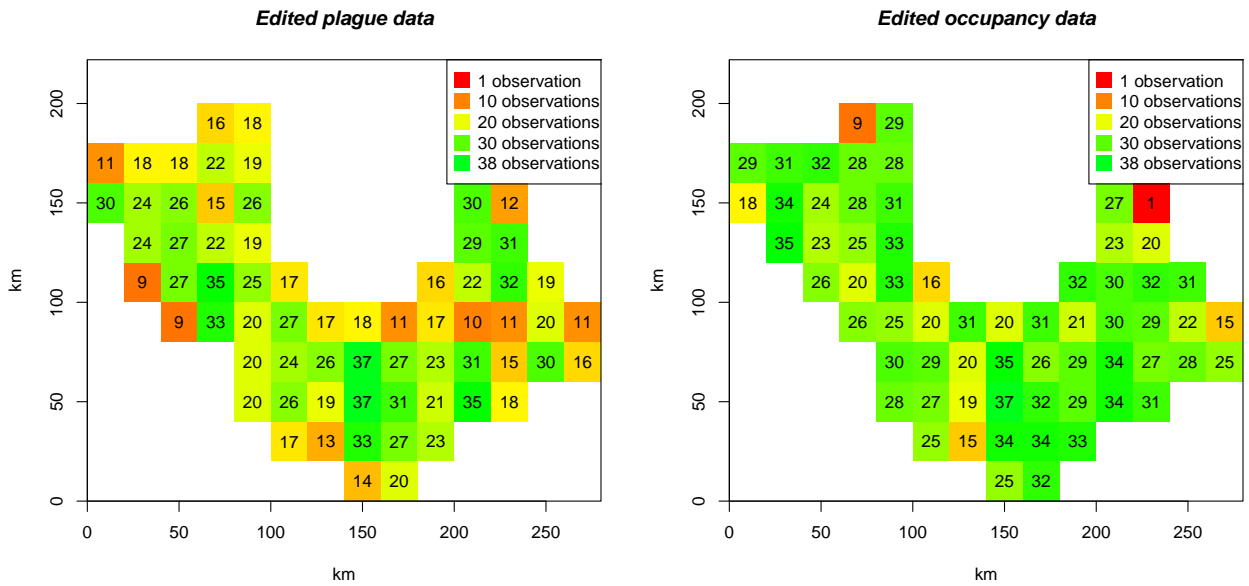 Edited plague data
km
200
150
100
50
0
16 18
11 18 18 22 19
30 24 26 15 26 30 12
24 27 22 19 29 31
9 27 35 25 17 16 22 32 19
9 33 20 27 17 18 11 17 10 11 20 11
20 24 26 37 27 23 31 15 30 16
20 26 19 37 31 21 35 18
17 13 33 27 23
14 20
1 observation
10 observations
20 observations
30 observations
38 observations
0 50 100 150 200 250
km
Edited occupancy data
km
200
150
100
50
0
9 29
29 31 32 28 28
18 34 24 28 31 27 1
35 23 25 33 23 20
26 20 33 16 32 30 32 31
26 25 20 31 20 31 21 30 29 22 15
30 29 20 35 26 29 34 27 28 25
28 27 19 37 32 29 34 31
25 15 34 34 33
25 32
1 observation
10 observations
20 observations
30 observations
38 observations
0 50 100 150 200 250
km